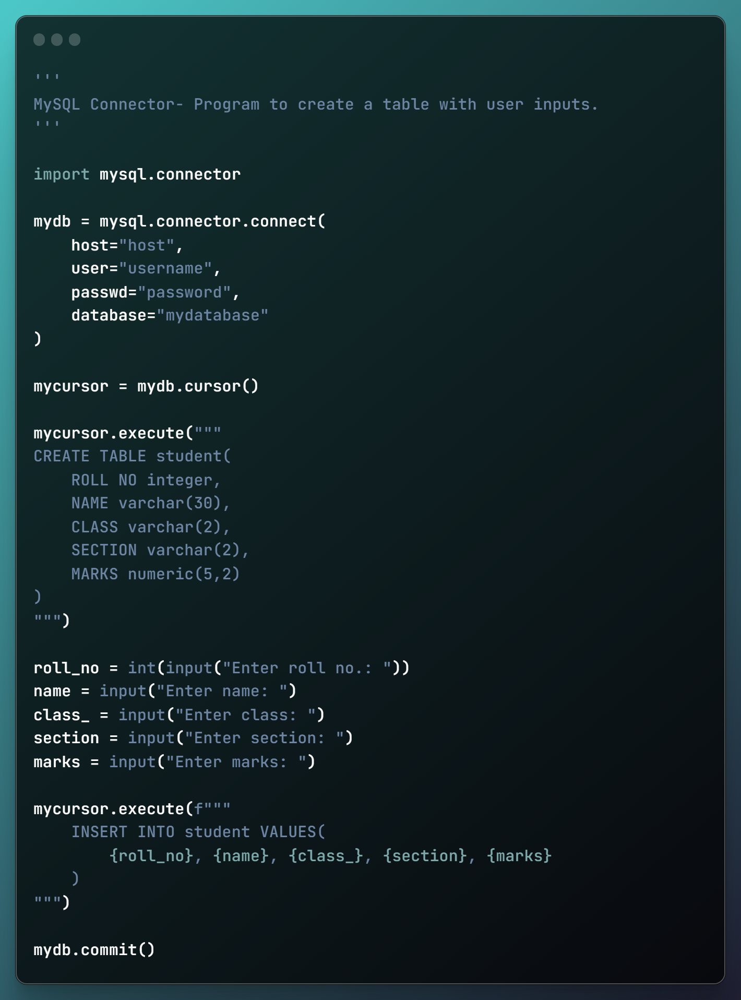 '''
MySQL Connector- Program to create a table with user inputs.
'''
import mysql.connector
mydb = mysql.connector.connect(
    host="host",
    user="username",
    passwd="password",
    database="mydatabase"
)
mycursor = mydb.cursor()
mycursor.execute("""
CREATE TABLE student(
    ROLL NO integer,
    NAME varchar(30),
    CLASS varchar(2),
    SECTION varchar(2),
    MARKS numeric(5,2)
)
""")
roll_no = int(input("Enter roll no.: "))
name = input("Enter name: ")
class_ = input("Enter class: ")
section = input("Enter section: ")
marks = input("Enter marks: ")
mycursor.execute(f"""
    INSERT INTO student VALUES(
        {roll_no}, {name}, {class_}, {section}, {marks}
    )
""")
mydb.commit()